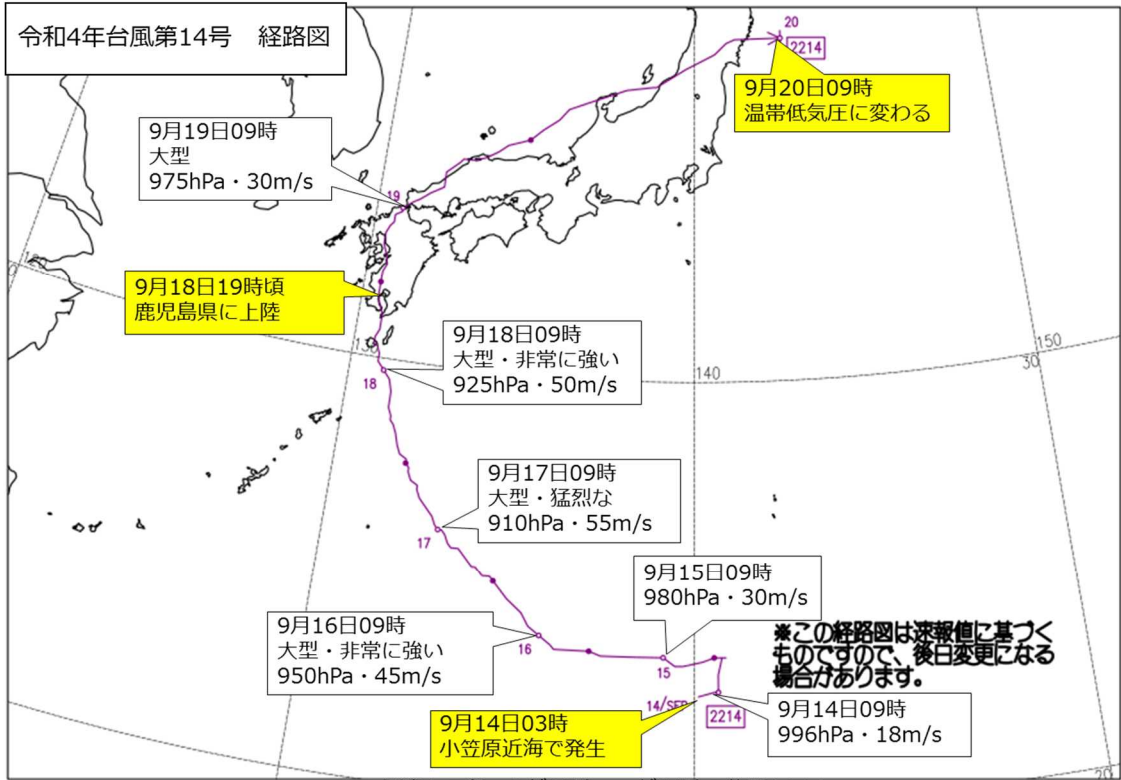 令和4年台風第14号　経路図
20
2214
9月20日09時
温帯低気圧に変わる
9月19日09時
大型
975hPa・30m/s
19
9月18日19時頃
鹿児島県に上陸
130
18
9月18日09時
大型・非常に強い
925hPa・50m/s
140
150
30
9月17日09時
大型・猛烈な
910hPa・55m/s
17
9月15日09時
980hPa・30m/s
9月16日09時
大型・非常に強い
950hPa・45m/s
16
15
※この経路図は速報値に基づく
ものですので、後日変更になる
場合があります。
14/SEP
2214
9月14日03時
小笠原近海で発生
9月14日09時
996hPa・18m/s
20